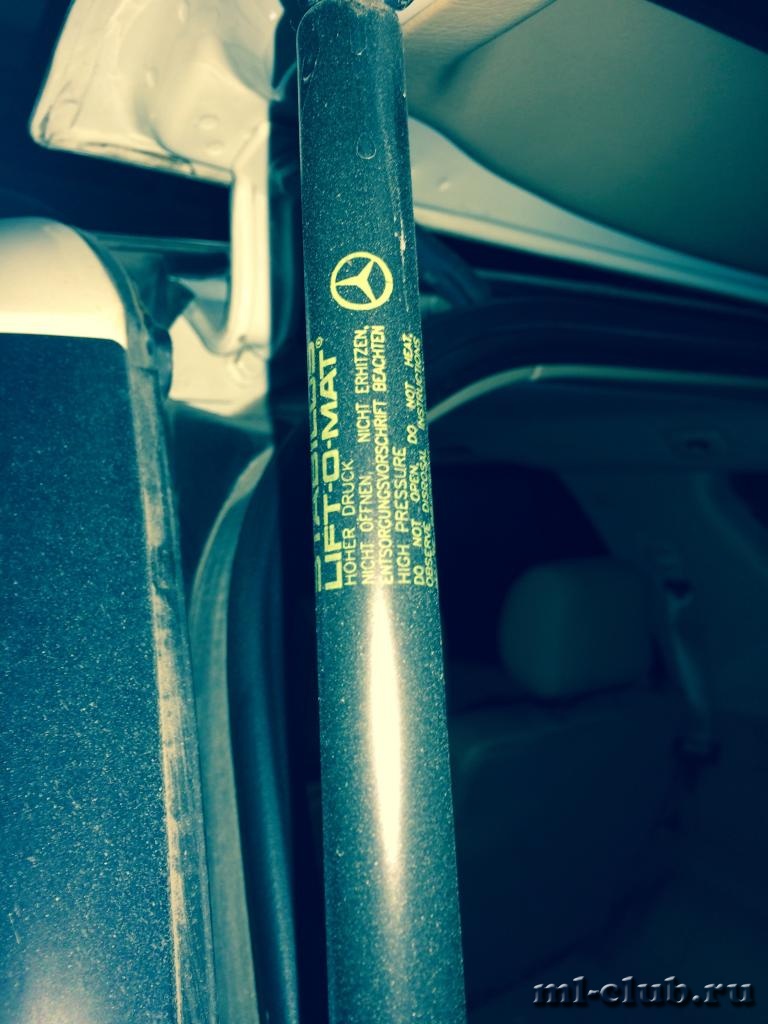 STABILUS
LIFT-O-MAT®
HOHER DRUCK
NICHT ÖFFNEN. NICHT ERHITZEN.
ENTSORGUNGSVORSCHRIFT BEACHTEN
HIGH PRESSURE
DO NOT OPEN. DO NOT HEAT.
OBSERVE DISPOSAL INSTRUCTIONS
ml-club.ru